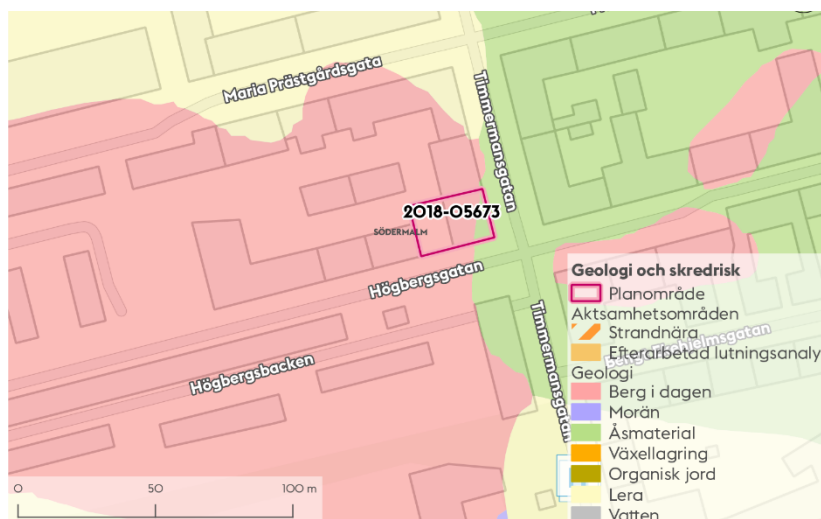 Maria Prästgårdsgata
Timmermansgatan
2018-05673
SÖDERMALM
Högbergsgatan
Timmermansgatan
Högbergsbacken
Geologi och skredrisk
Planområde
Aktsamhetsområden
Strandnära
Efterarbetad lutningsanaly
Geologi
Berg i dagen
Morän
Åsmaterial
Växellagring
Organisk jord
Lera
Vatten
0 50 100 m